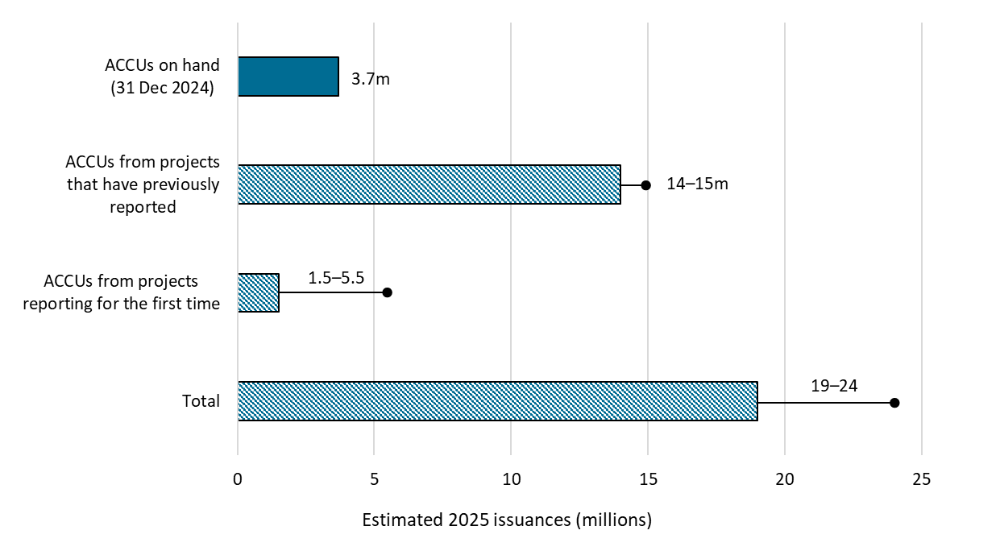 ACCUs on hand
(31 Dec 2024)
3.7m
ACCUs from projects
that have previously
reported
14–15m
ACCUs from projects
reporting for the first time
1.5–5.5
Total
19–24
0 5 10 15 20 25
Estimated 2025 issuances (millions)